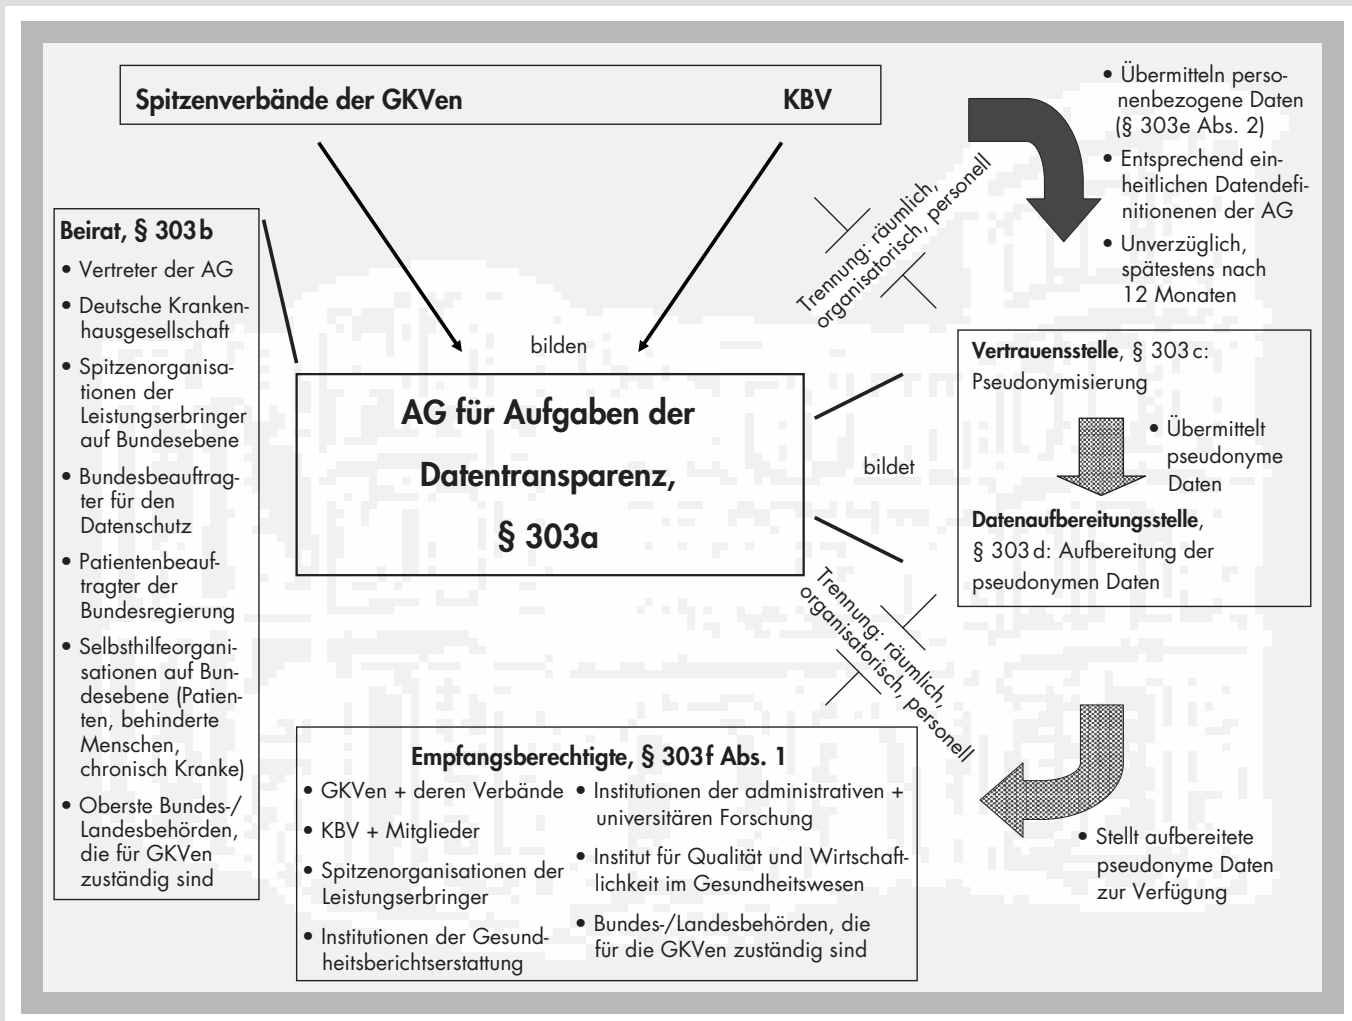 Spitzenverbände der GKVen KBV
• Übermitteln perso-
nenbezogene Daten
(§ 303e Abs. 2)
• Entsprechend ein-
heitlichen Datendefi-
nitionenen der AG
• Unverzüglich,
spätestens nach
12 Monaten
Trennung: räumlich,
organisatorisch, personell
Beirat, § 303b
• Vertreter der AG
• Deutsche Kranken-
hausgesellschaft
• Spitzenorganisa-
tionen der
Leistungserbringer
auf Bundesebene
• Bundesbeauftrag-
ter für den
Datenschutz
• Patientenbeauf-
tragter der
Bundesregierung
• Selbsthilfeorgani-
sationen auf Bun-
desebene (Patien-
ten, behinderte
Menschen,
chronisch Kranke)
• Oberste Bundes-/
Landesbehörden,
die für GKVen
zuständig sind
bilden
AG für Aufgaben der
Datentransparenz,
§ 303a
bildet
Vertrauensstelle, § 303c:
Pseudonymisierung
• Übermittelt
pseudonyme
Daten
Datenaufbereitungsstelle,
§ 303d: Aufbereitung der
pseudonymen Daten
Trennung: räumlich,
organisatorisch, personell
Empfangsberechtigte, § 303f Abs. 1
• GKVen + deren Verbände
• KBV + Mitglieder
• Spitzenorganisationen der
Leistungserbringer
• Institutionen der Gesund-
heitsberichtserstattung
• Institutionen der administrativen +
universitären Forschung
• Institut für Qualität und Wirtschaft-
lichkeit im Gesundheitswesen
• Bundes-/Landesbehörden, die
für die GKVen zuständig sind
• Stellt aufbereitete
pseudonyme Daten
zur Verfügung